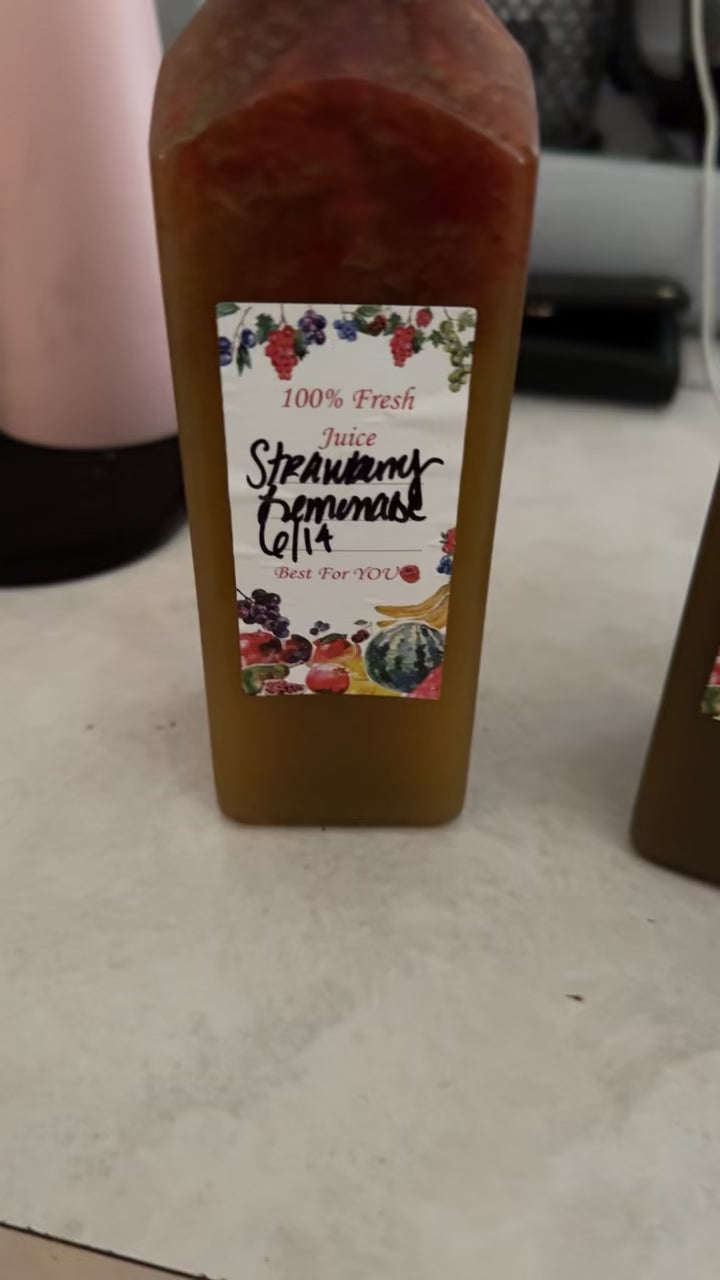 100% Fresh
Juice
Strawberry
Lemonade
6/14
Best For YOU